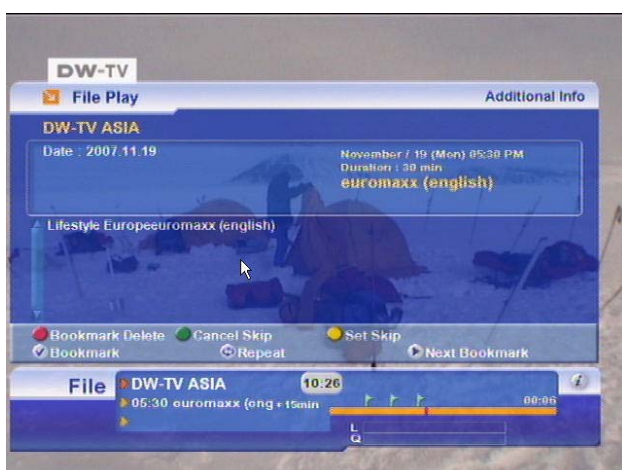 DW-TV
File Play
Additional Info
DW-TV ASIA
Date : 2007.11.19
November / 19 (Mon) 05:30 PM
Duration : 30 min
euromaxx (english)
Lifestyle Europeeuromaxx (english)
Bookmark Delete Cancel Skip Set Skip
Bookmark Repeat Next Bookmark
File
DW-TV ASIA
10:26
i
05:30 euromaxx (eng +15min
00:06
L
Q